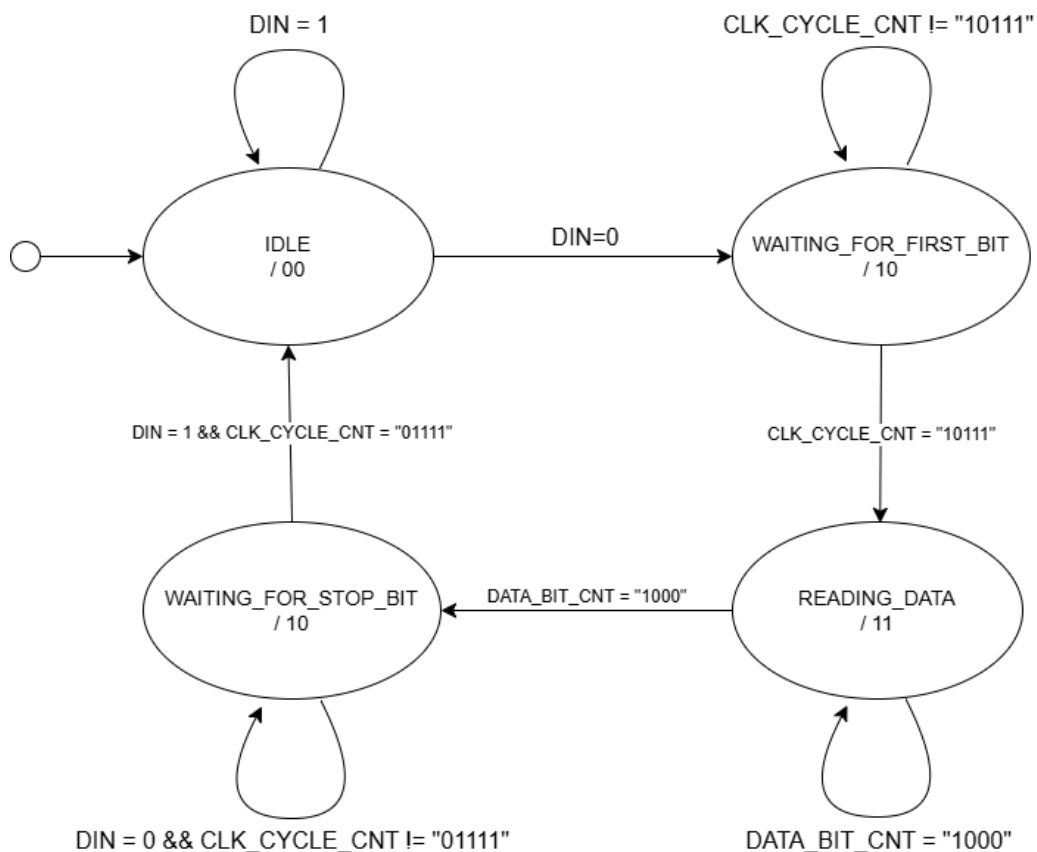 DIN = 1
CLK_CYCLE_CNT != "10111"
IDLE
/ 00
DIN=0
WAITING_FOR_FIRST_BIT
/ 10
DIN = 1 && CLK_CYCLE_CNT = "01111"
CLK_CYCLE_CNT = "10111"
WAITING_FOR_STOP_BIT
/ 10
DATA_BIT_CNT = "1000"
READING_DATA
/ 11
DIN = 0 && CLK_CYCLE_CNT != "01111"
DATA_BIT_CNT = "1000"